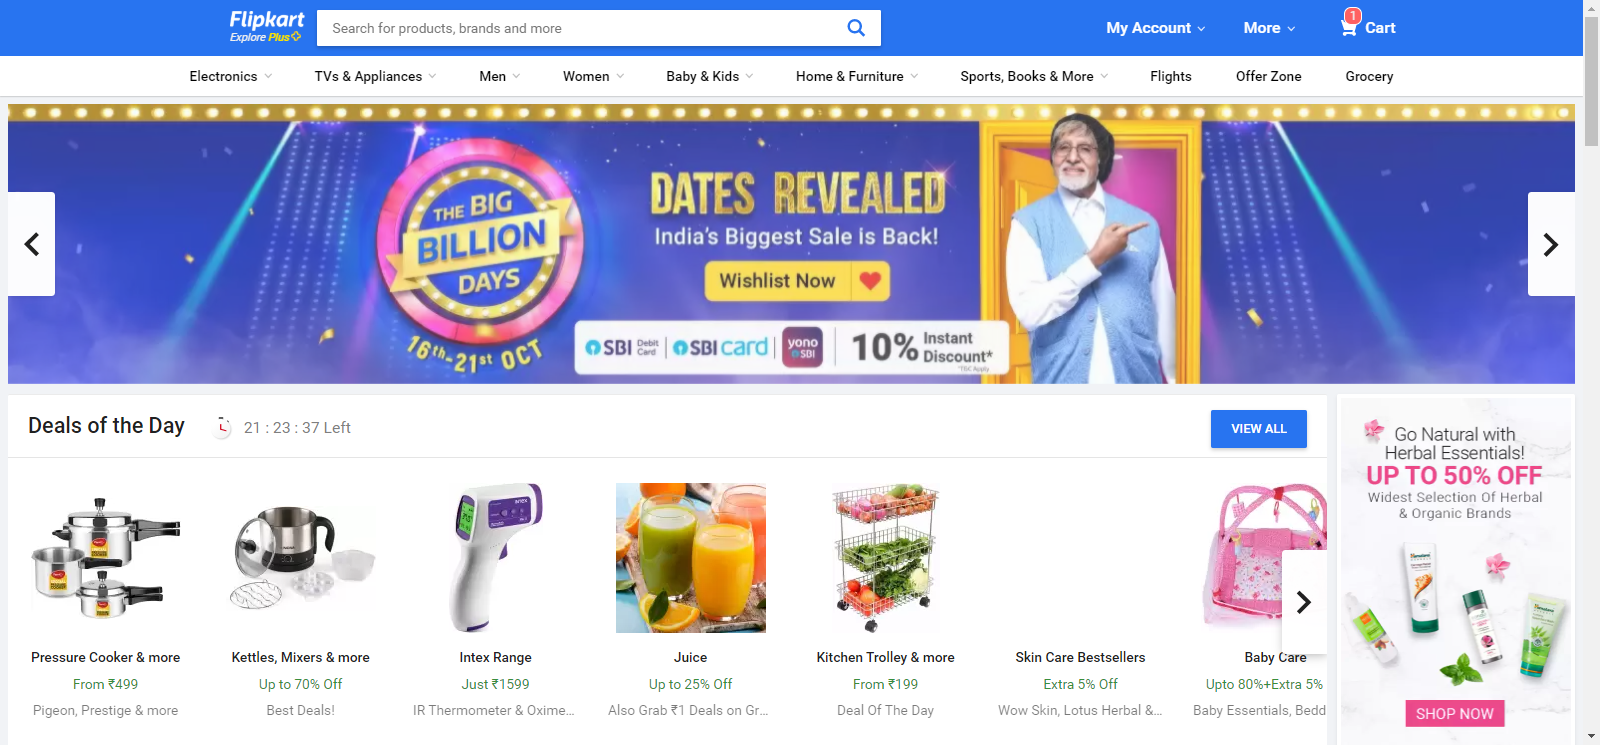 Flipkart
Explore Plus
Search for products, brands and more
My Account
More
1
Cart
Electronics
TVs & Appliances
Men
Women
Baby & Kids
Home & Furniture
Sports, Books & More
Flights
Offer Zone
Grocery
THE BIG
BILLION
DAYS
16th-21st OCT
DATES REVEALED
India's Biggest Sale is Back!
Wishlist Now
SBI Debit Card
SBI card
yono
SBI
10% Instant Discount*
*T&C Apply
Deals of the Day
21 : 23 : 37 Left
VIEW ALL
Pressure Cooker & more
From ₹499
Pigeon, Prestige & more
Kettles, Mixers & more
Up to 70% Off
Best Deals!
intex
Intex Range
Just ₹1599
IR Thermometer & Oxime...
Juice
Up to 25% Off
Also Grab ₹1 Deals on Gr...
Kitchen Trolley & more
From ₹199
Deal Of The Day
Skin Care Bestsellers
Extra 5% Off
Wow Skin, Lotus Herbal &...
Baby Care
Upto 80%+Extra 5%
Baby Essentials, Bedd
Go Natural with
Herbal Essentials!
UP TO 50% OFF
Widest Selection Of Herbal
& Organic Brands
SHOP NOW